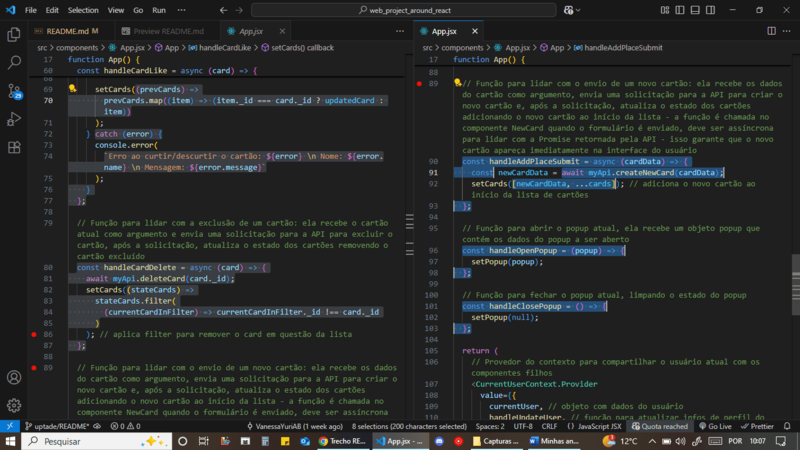 File Edit Selection View Go Run ···
web_project_around_react
README.md M
Preview README.md
App.jsx
App.jsx
src > components > App.jsx > App > handleCardLike > setCards() callback
17 function App() {
60 const handleCardLike = async (card) => {
68
69 setCards((prevCards) =>
70 prevCards.map((item) => (item._id === card._id ? updatedCard :
item))
71 );
72 } catch (error) {
73 console.error(
74 `Erro ao curtir/descurtir o cartão: ${error} \n Nome: ${error.
name} \n Mensagem: ${error.message}`
75 );
76 }
77 };
78
79 // Função para lidar com a exclusão de um cartão: ela recebe o cartão
atual como argumento e envia uma solicitação para a API para excluir o
cartão, após a solicitação, atualiza o estado dos cartões removendo o
cartão excluído
80 const handleCardDelete = async (card) => {
81 await myApi.deleteCard(card._id);
82 setCards((stateCards) =>
83 stateCards.filter(
84 (currentCardInFilter) => currentCardInFilter._id !== card._id
85 )
86 ); // aplica filter para remover o card em questão da lista
87 };
88
89 // Função para lidar com o envio de um novo cartão: ela recebe os dados
do cartão como argumento, envia uma solicitação para a API para criar o
novo cartão e, após a solicitação, atualiza o estado dos cartões
adicionando o novo cartão ao início da lista - a função é chamada no
componente NewCard quando o formulário é enviado, deve ser assíncrona
src > components > App.jsx > App > handleAddPlaceSubmit
17 function App() {
88
89 // Função para lidar com o envio de um novo cartão: ela recebe os dados
do cartão como argumento, envia uma solicitação para a API para criar o
novo cartão e, após a solicitação, atualiza o estado dos cartões
adicionando o novo cartão ao início da lista - a função é chamada no
componente NewCard quando o formulário é enviado, deve ser assíncrona
para lidar com a Promise retornada pela API - isso garante que o novo
cartão apareça imediatamente na interface do usuário
90 const handleAddPlaceSubmit = async (cardData) => {
91 const newCardData = await myApi.createNewCard(cardData);
92 setCards([newCardData, ...cards]); // adiciona o novo cartão ao
início da lista de cartões
93 };
94
95 // Função para abrir o popup atual, ela recebe um objeto popup que
contém os dados do popup a ser aberto
96 const handleOpenPopup = (popup) => {
97 setPopup(popup);
98 };
99
100 // Função para fechar o popup atual, limpando o estado do popup
101 const handleClosePopup = () => {
102 setPopup(null);
103 };
104
105 return (
106 // Provedor do contexto para compartilhar o usuário atual com os
componentes filhos
107 <CurrentUserContext.Provider
108 value={{
109 currentUser, // objeto com dados do usuário
110 handleUpdateUser, // função para atualizar infos de perfil do
29
uptade/README* 0 0 VanessaYuriAB (1 week ago) 8 selections (200 characters selected) Spaces: 2 UTF-8 CRLF {} JavaScript JSX Quota reached Go Live Prettier
Pesquisar
Trecho RE...
App.jsx - ...
Capturas ...
Minhas an...
12°C
POR
10:07